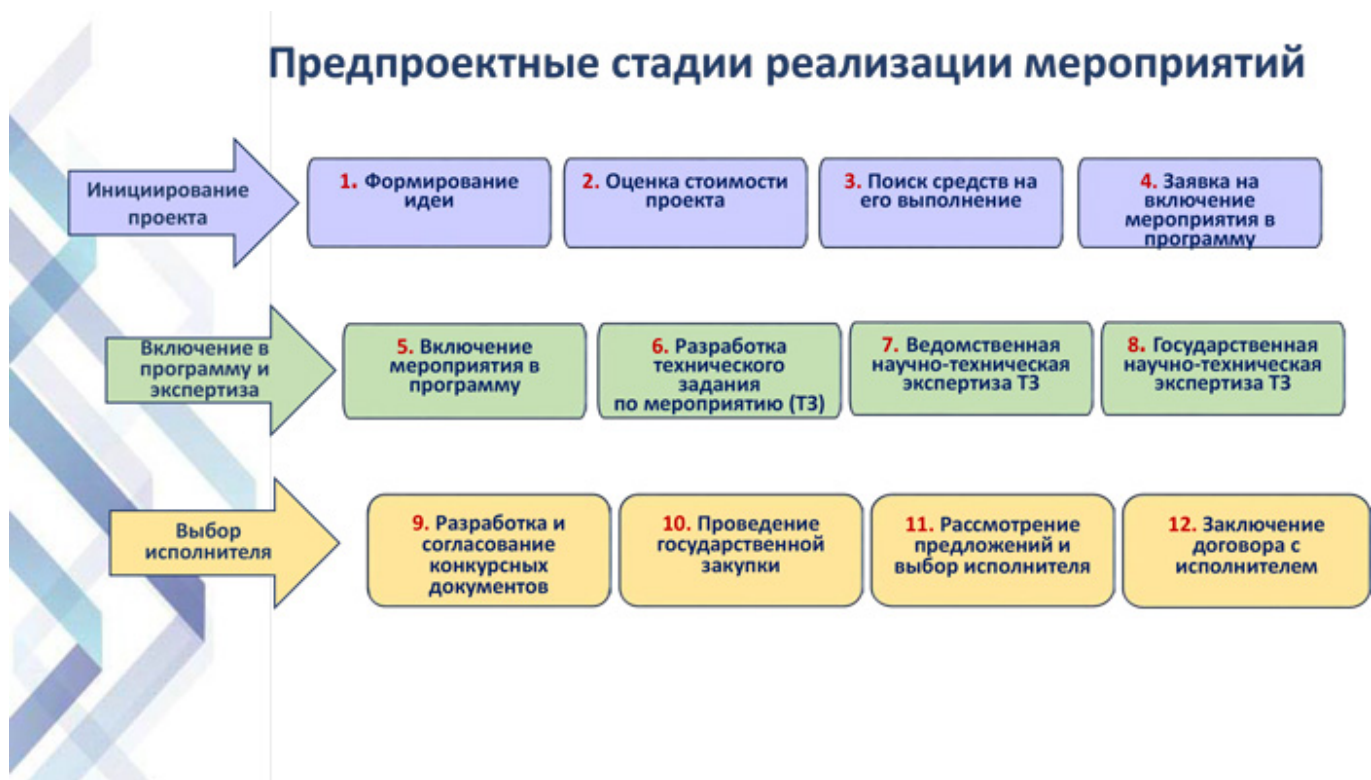 Предпроектные стадии реализации мероприятий
Инициирование
проекта
1. Формирование
идеи
2. Оценка стоимости
проекта
3. Поиск средств на
его выполнение
4. Заявка на
включение
мероприятия в
программу
Включение в
программу и
экспертиза
5. Включение
мероприятия в
программу
6. Разработка
технического
задания
по мероприятию (ТЗ)
7. Ведомственная
научно-техническая
экспертиза ТЗ
8. Государственная
научно-техническая
экспертиза ТЗ
Выбор
исполнителя
9. Разработка и
согласование
конкурсных
документов
10. Проведение
государственной
закупки
11. Рассмотрение
предложений и
выбор исполнителя
12. Заключение
договора с
исполнителем